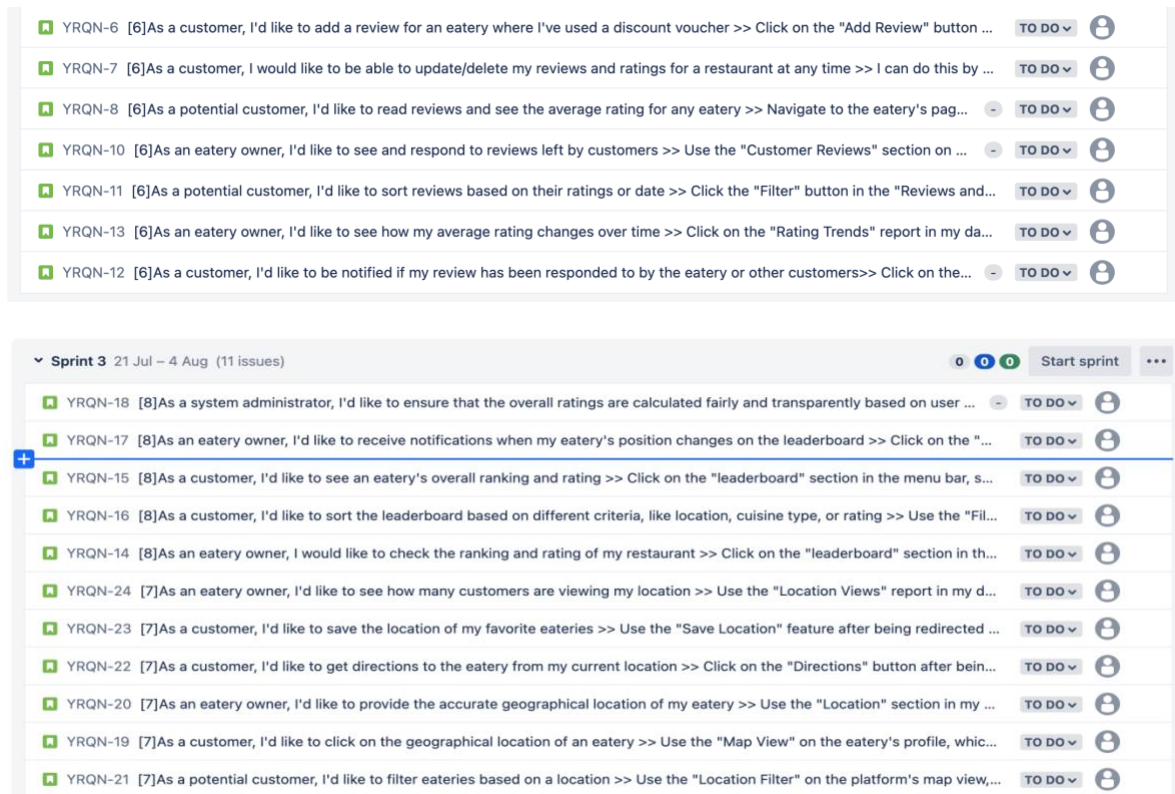 YRQN-6 [6]As a customer, I'd like to add a review for an eatery where I've used a discount voucher >> Click on the "Add Review" button ... TO DO
YRQN-7 [6]As a customer, I would like to be able to update/delete my reviews and ratings for a restaurant at any time >> I can do this by ... TO DO
YRQN-8 [6]As a potential customer, I'd like to read reviews and see the average rating for any eatery >> Navigate to the eatery's pag... - TO DO
YRQN-10 [6]As an eatery owner, I'd like to see and respond to reviews left by customers >> Use the "Customer Reviews" section on ... - TO DO
YRQN-11 [6]As a potential customer, I'd like to sort reviews based on their ratings or date >> Click the "Filter" button in the "Reviews and... TO DO
YRQN-13 [6]As an eatery owner, I'd like to see how my average rating changes over time >> Click on the "Rating Trends" report in my da... TO DO
YRQN-12 [6]As a customer, I'd like to be notified if my review has been responded to by the eatery or other customers>> Click on the... - TO DO
Sprint 3 21 Jul – 4 Aug (11 issues) 0 0 0 Start sprint ...
YRQN-18 [8]As a system administrator, I'd like to ensure that the overall ratings are calculated fairly and transparently based on user ... - TO DO
YRQN-17 [8]As an eatery owner, I'd like to receive notifications when my eatery's position changes on the leaderboard >> Click on the "... TO DO
YRQN-15 [8]As a customer, I'd like to see an eatery's overall ranking and rating >> Click on the "leaderboard" section in the menu bar, s... TO DO
YRQN-16 [8]As a customer, I'd like to sort the leaderboard based on different criteria, like location, cuisine type, or rating >> Use the "Fil... TO DO
YRQN-14 [8]As an eatery owner, I would like to check the ranking and rating of my restaurant >> Click on the "leaderboard" section in th... TO DO
YRQN-24 [7]As an eatery owner, I'd like to see how many customers are viewing my location >> Use the "Location Views" report in my d... TO DO
YRQN-23 [7]As a customer, I'd like to save the location of my favorite eateries >> Use the "Save Location" feature after being redirected ... TO DO
YRQN-22 [7]As a customer, I'd like to get directions to the eatery from my current location >> Click on the "Directions" button after bein... TO DO
YRQN-20 [7]As an eatery owner, I'd like to provide the accurate geographical location of my eatery >> Use the "Location" section in my ... TO DO
YRQN-19 [7]As a customer, I'd like to click on the geographical location of an eatery >> Use the "Map View" on the eatery's profile, whic... TO DO
YRQN-21 [7]As a potential customer, I'd like to filter eateries based on a location >> Use the "Location Filter" on the platform's map view,... TO DO